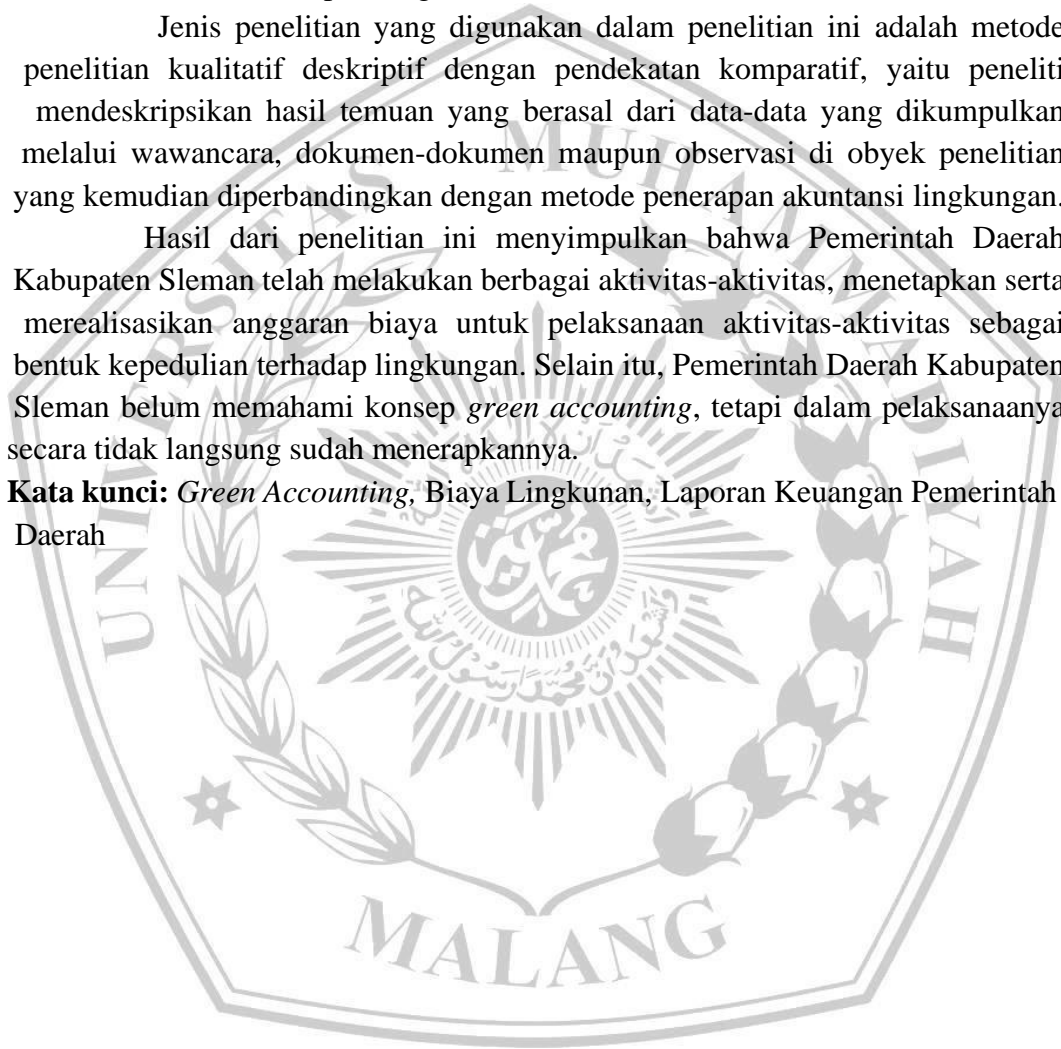 Jenis penelitian yang digunakan dalam penelitian ini adalah metode
penelitian kualitatif deskriptif dengan pendekatan komparatif, yaitu peneliti
mendeskripsikan hasil temuan yang berasal dari data-data yang dikumpulkan
melalui wawancara, dokumen-dokumen maupun observasi di obyek penelitian
yang kemudian diperbandingkan dengan metode penerapan akuntansi lingkungan.
Hasil dari penelitian ini menyimpulkan bahwa Pemerintah Daerah
Kabupaten Sleman telah melakukan berbagai aktivitas-aktivitas, menetapkan serta
merealisasikan anggaran biaya untuk pelaksanaan aktivitas-aktivitas sebagai
bentuk kepedulian terhadap lingkungan. Selain itu, Pemerintah Daerah Kabupaten
Sleman belum memahami konsep green accounting, tetapi dalam pelaksanaanya
secara tidak langsung sudah menerapkannya.
Kata kunci: Green Accounting, Biaya Lingkunan, Laporan Keuangan Pemerintah
Daerah
UNIVERSITAS MUHAMMADIYAH
MALANG